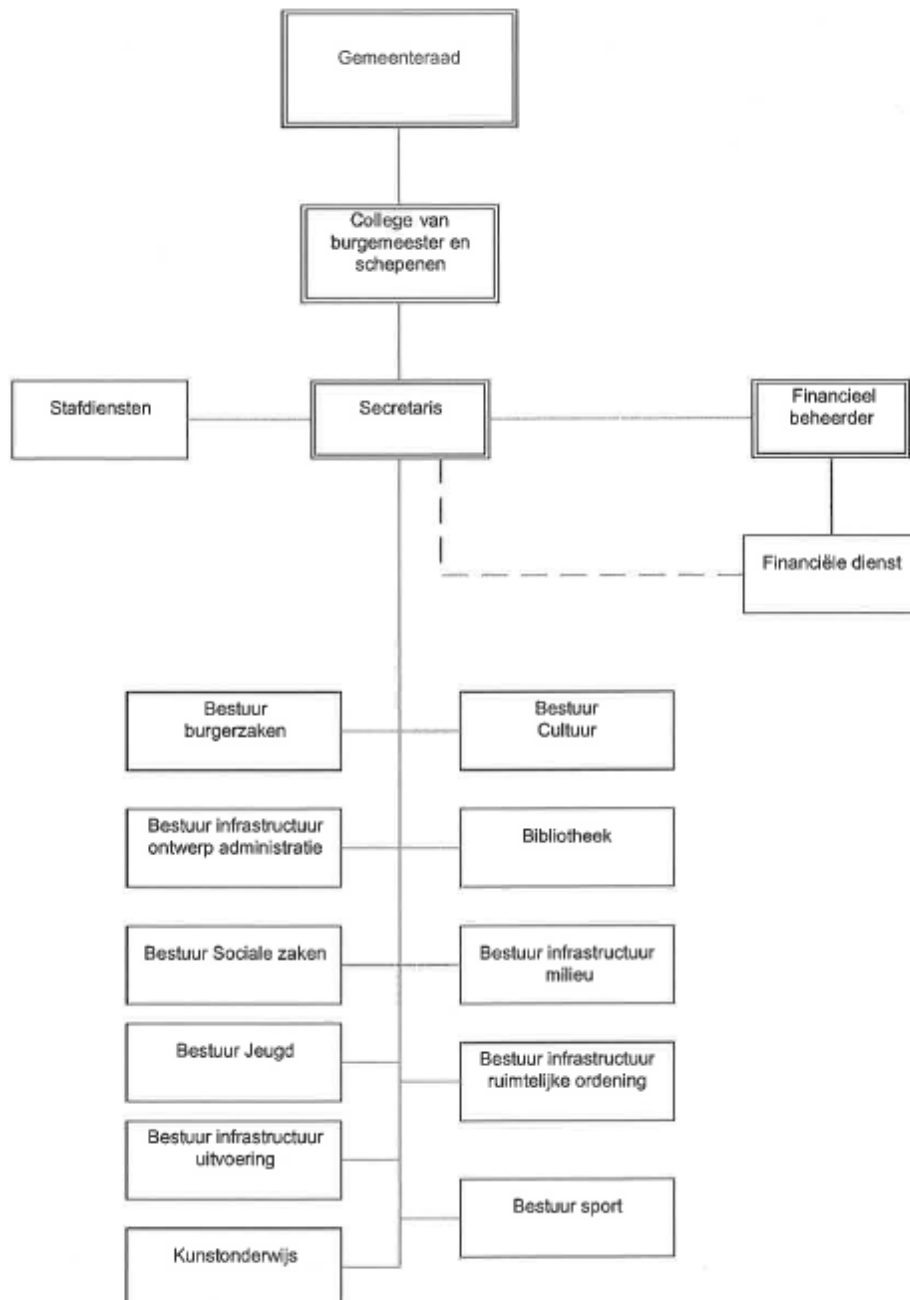 Gemeenteraad
College van
burgemeester en
schepenen
Stafdiensten
Secretaris
Financieel
beheerder
Financiële dienst
Bestuur
burgerzaken
Bestuur
Cultuur
Bestuur infrastructuur
ontwerp administratie
Bibliotheek
Bestuur Sociale zaken
Bestuur infrastructuur
milieu
Bestuur Jeugd
Bestuur infrastructuur
ruimtelijke ordening
Bestuur infrastructuur
uitvoering
Bestuur sport
Kunstonderwijs